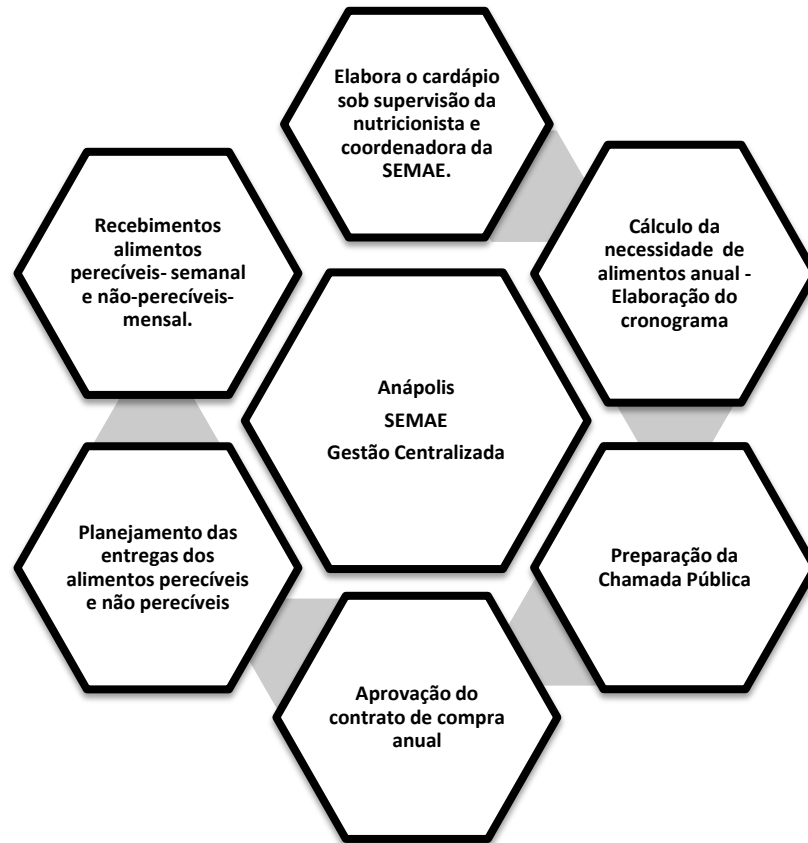 Elabora o cardápio
sob supervisão da
nutricionista e
coordenadora da
SEMAE.
Cálculo da
necessidade de
alimentos anual -
Elaboração do
cronograma
Preparação da
Chamada Pública
Aprovação do
contrato de compra
anual
Planejamento das
entregas dos
alimentos perecíveis
e não perecíveis
Recebimentos
alimentos
perecíveis- semanal
e não-perecíveis-
mensal.
Anápolis
SEMAE
Gestão Centralizada